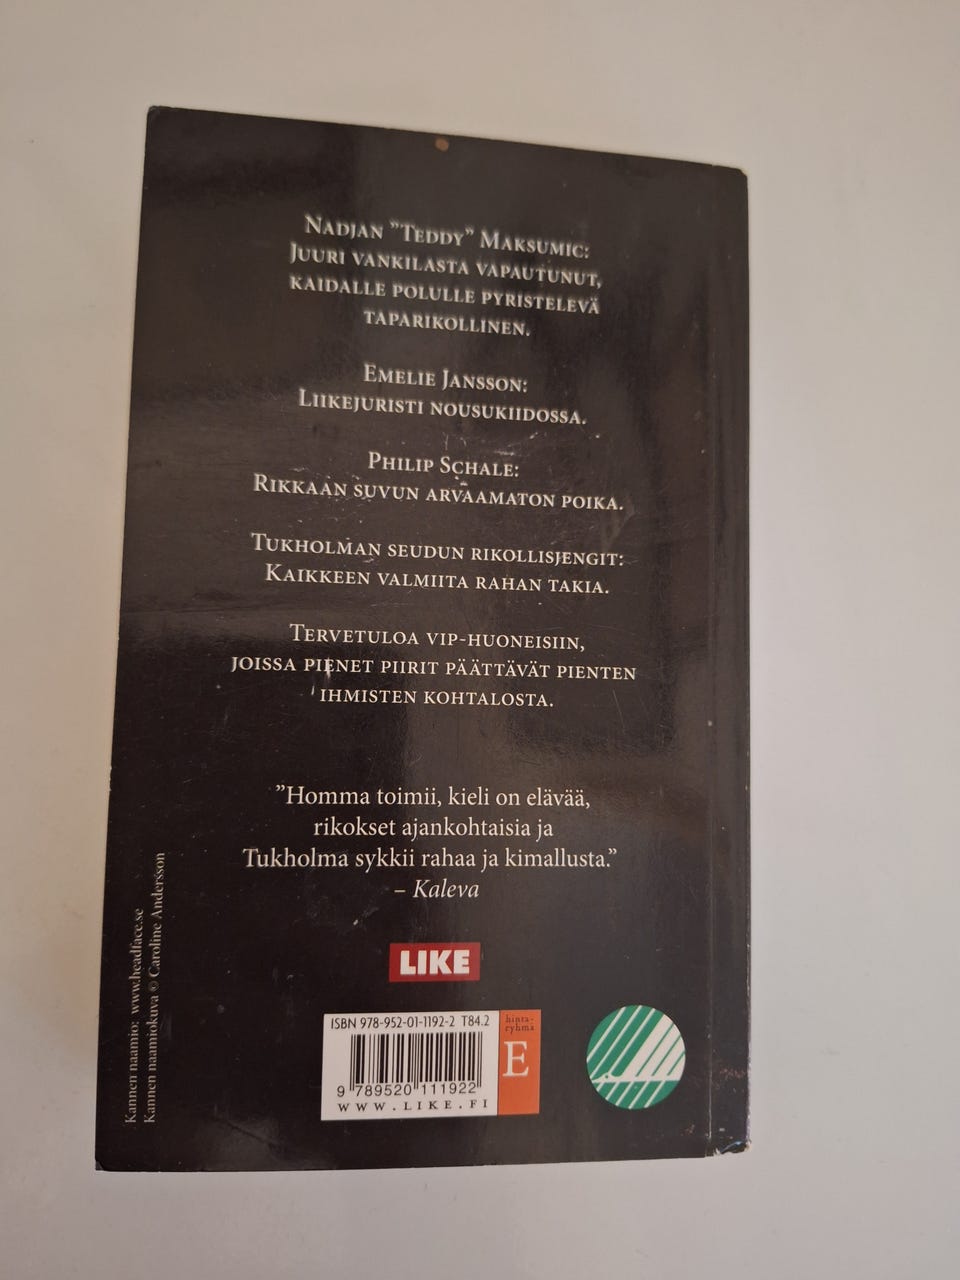 Nadjan ”Teddy” Maksumic:
Juuri vankilasta vapautunut,
kaidalle polulle pyristelevä
taparikollinen.
Emelie Jansson:
Liikejuristi nousukiidossa.
Philip Schale:
Rikkaan suvun arvaamaton poika.
Tukholman seudun rikollisjengit:
Kaikkeen valmiita rahan takia.
Tervetuloa vip-huoneisiin,
joissa pienet piirit päättävät pienten
ihmisten kohtalosta.
”Homma toimii, kieli on elävää,
rikokset ajankohtaisia ja
Tukholma sykkii rahaa ja kimallusta.”
– Kaleva
Kannen naamio: www.headface.se
Kannen naamiokuva © Caroline Andersson
LIKE
ISBN 978-952-01-1192-2 T84.2
9 789520 111922
WWW.LIKE.FI
hinta-
ryhmä
E